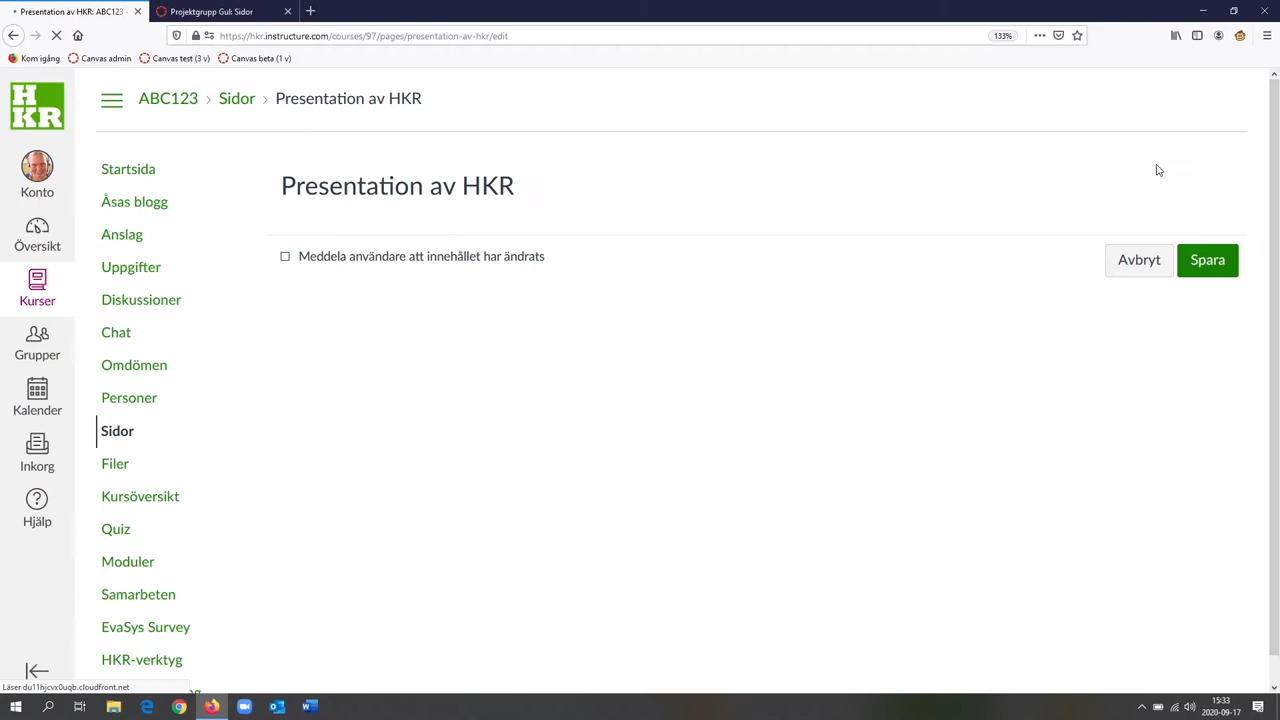 Presentation av HKR: ABC123 -
Projektgrupp Gul: Sidor
https://hkr.instructure.com/courses/97/pages/presentation-av-hkr/edit
133%
Kom igång
Canvas admin
Canvas test (3 v)
Canvas beta (1 v)
HKR
Konto
Översikt
Kurser
Grupper
Kalender
Inkorg
Hjälp
ABC123 > Sidor > Presentation av HKR
Startsida
Åsas blogg
Anslag
Uppgifter
Diskussioner
Chat
Omdömen
Personer
Sidor
Filer
Kursöversikt
Quiz
Moduler
Samarbeten
EvaSys Survey
HKR-verktyg
Presentation av HKR
Meddela användare att innehållet har ändrats
Avbryt
Spara
Läser du11hjcvx0uqb.cloudfront.net
15:33
2020-09-17